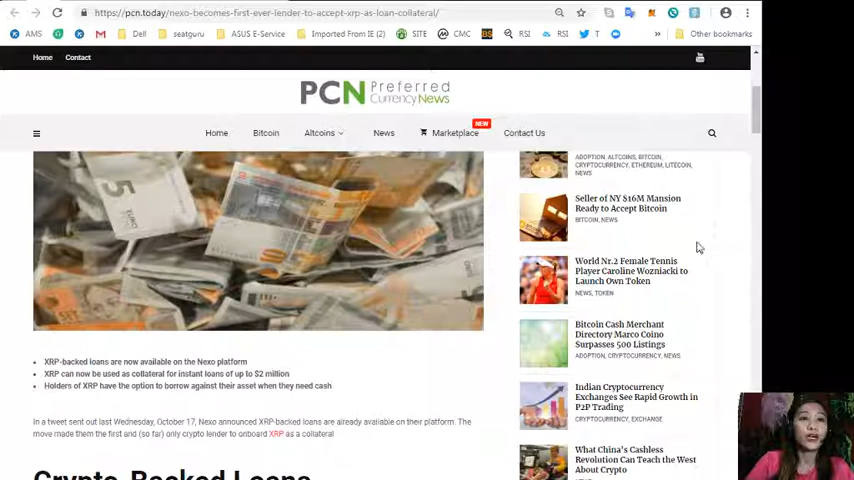 https://pcn.today/nexo-becomes-first-ever-lender-to-accept-xrp-as-loan-collateral/
AMS
Dell
seatguru
ASUS E-Service
Imported From IE (2)
SITE
CMC
RSI
RSI
T
Other bookmarks
Home
Contact
PCN Preferred
Currency News
Home
Bitcoin
Altcoins
News
NEW
Marketplace
Contact Us
ADOPTION, ALTCOINS, BITCOIN,
CRYPTOCURRENCY, ETHEREUM, LITECOIN,
NEWS
Seller of NY $16M Mansion
Ready to Accept Bitcoin
BITCOIN, NEWS
World Nr.2 Female Tennis
Player Caroline Wozniacki to
Launch Own Token
NEWS, TOKEN
Bitcoin Cash Merchant
Directory Marco Coino
Surpasses 500 Listings
ADOPTION, CRYPTOCURRENCY, NEWS
Indian Cryptocurrency
Exchanges See Rapid Growth in
P2P Trading
CRYPTOCURRENCY, EXCHANGE
What China's Cashless
Revolution Can Teach the West
About Crypto
5
EURO
XRP-backed loans are now available on the Nexo platform
XRP can now be used as collateral for instant loans of up to $2 million
Holders of XRP have the option to borrow against their asset when they need cash
In a tweet sent out last Wednesday, October 17, Nexo announced XRP-backed loans are already available on their platform. The
move made them the first and (so far) only crypto lender to onboard XRP as a collateral
Crypto-Backed Loans